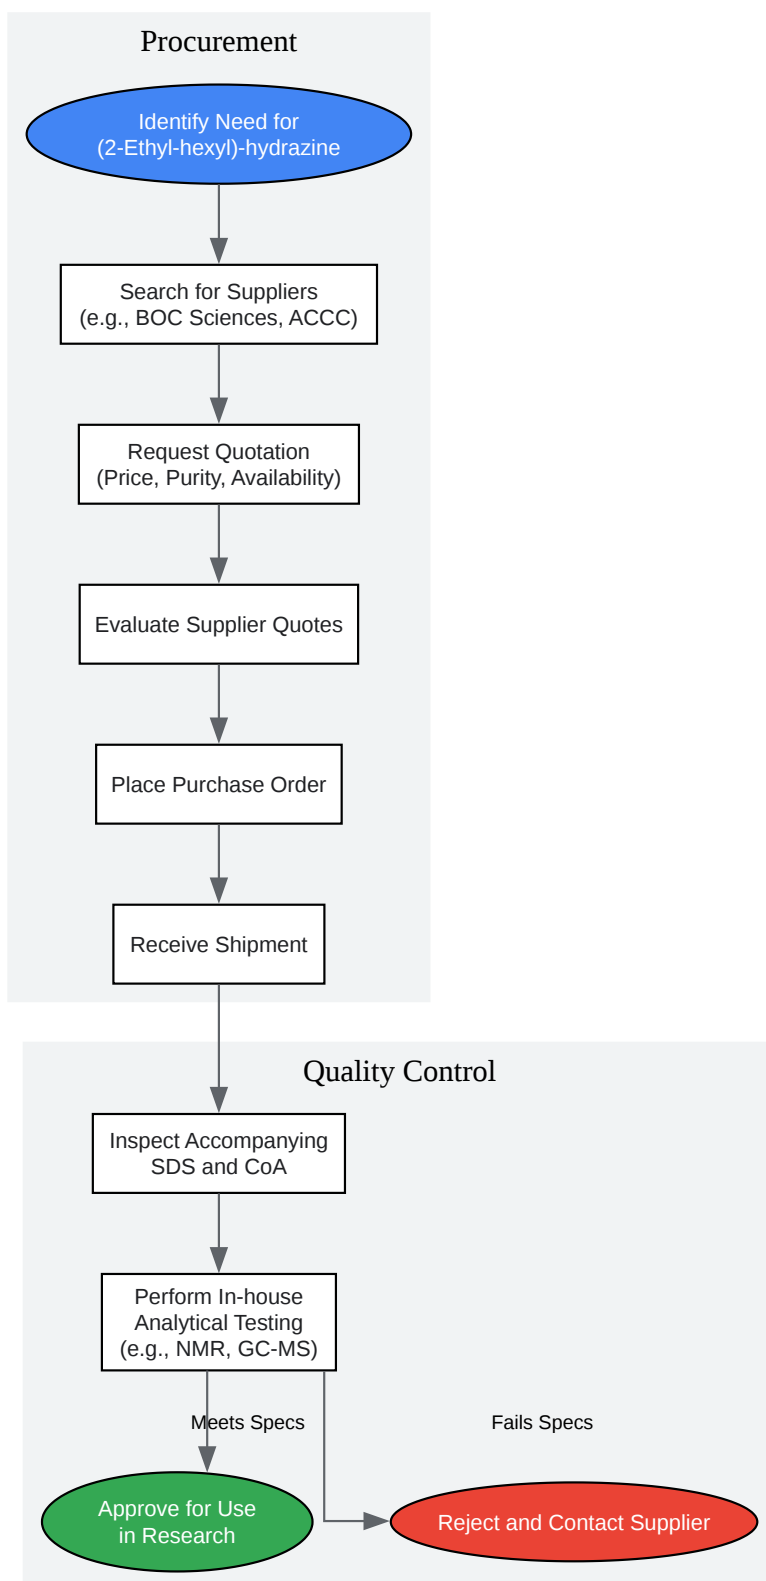 Procurement
Identify Need for
(2-Ethyl-hexyl)-hydrazine
Search for Suppliers
(e.g., BOC Sciences, ACCC)
Request Quotation
(Price, Purity, Availability)
Evaluate Supplier Quotes
Place Purchase Order
Receive Shipment
Quality Control
Inspect Accompanying
SDS and CoA
Perform In-house
Analytical Testing
(e.g., NMR, GC-MS)
Meets Specs
Fails Specs
Approve for Use
in Research
Reject and Contact Supplier